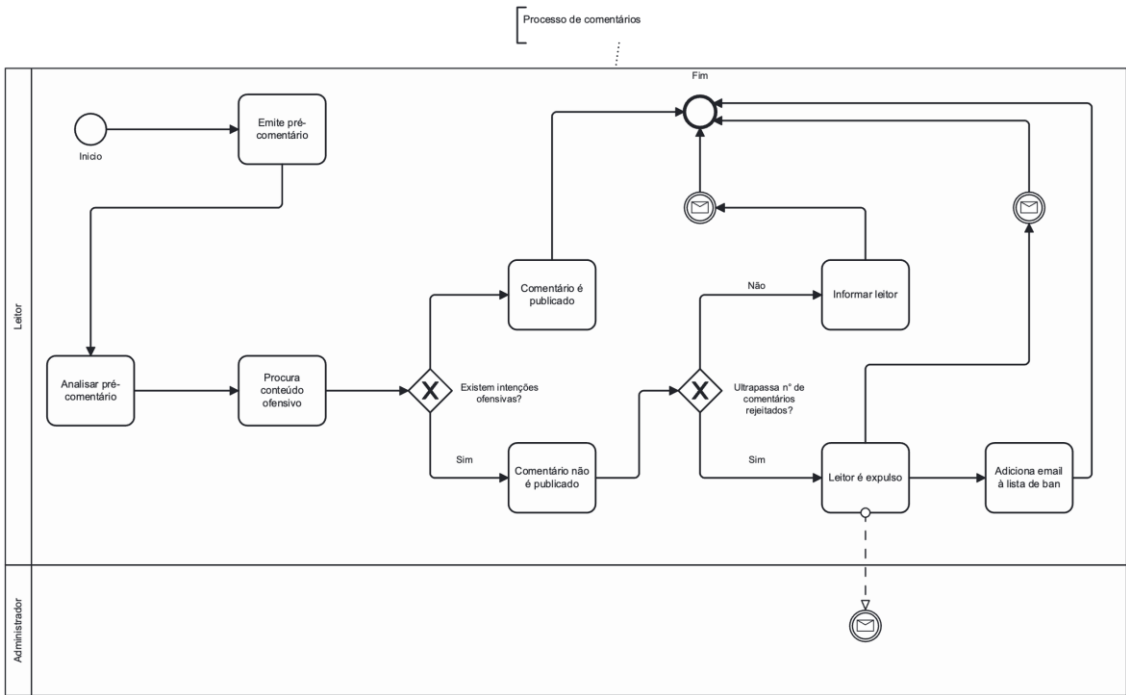 Processo de comentários
Fim
Leitor
Inicio
Emite pré-
comentário
Comentário é
publicado
Não
Informar leitor
Analisar pré-
comentário
Procura
conteúdo
ofensivo
Existem intenções
ofensivas?
Ultrapassa n° de
comentários
rejeitados?
Sim
Comentário não
é publicado
Sim
Leitor é expulso
Adiciona email
à lista de ban
Administrador